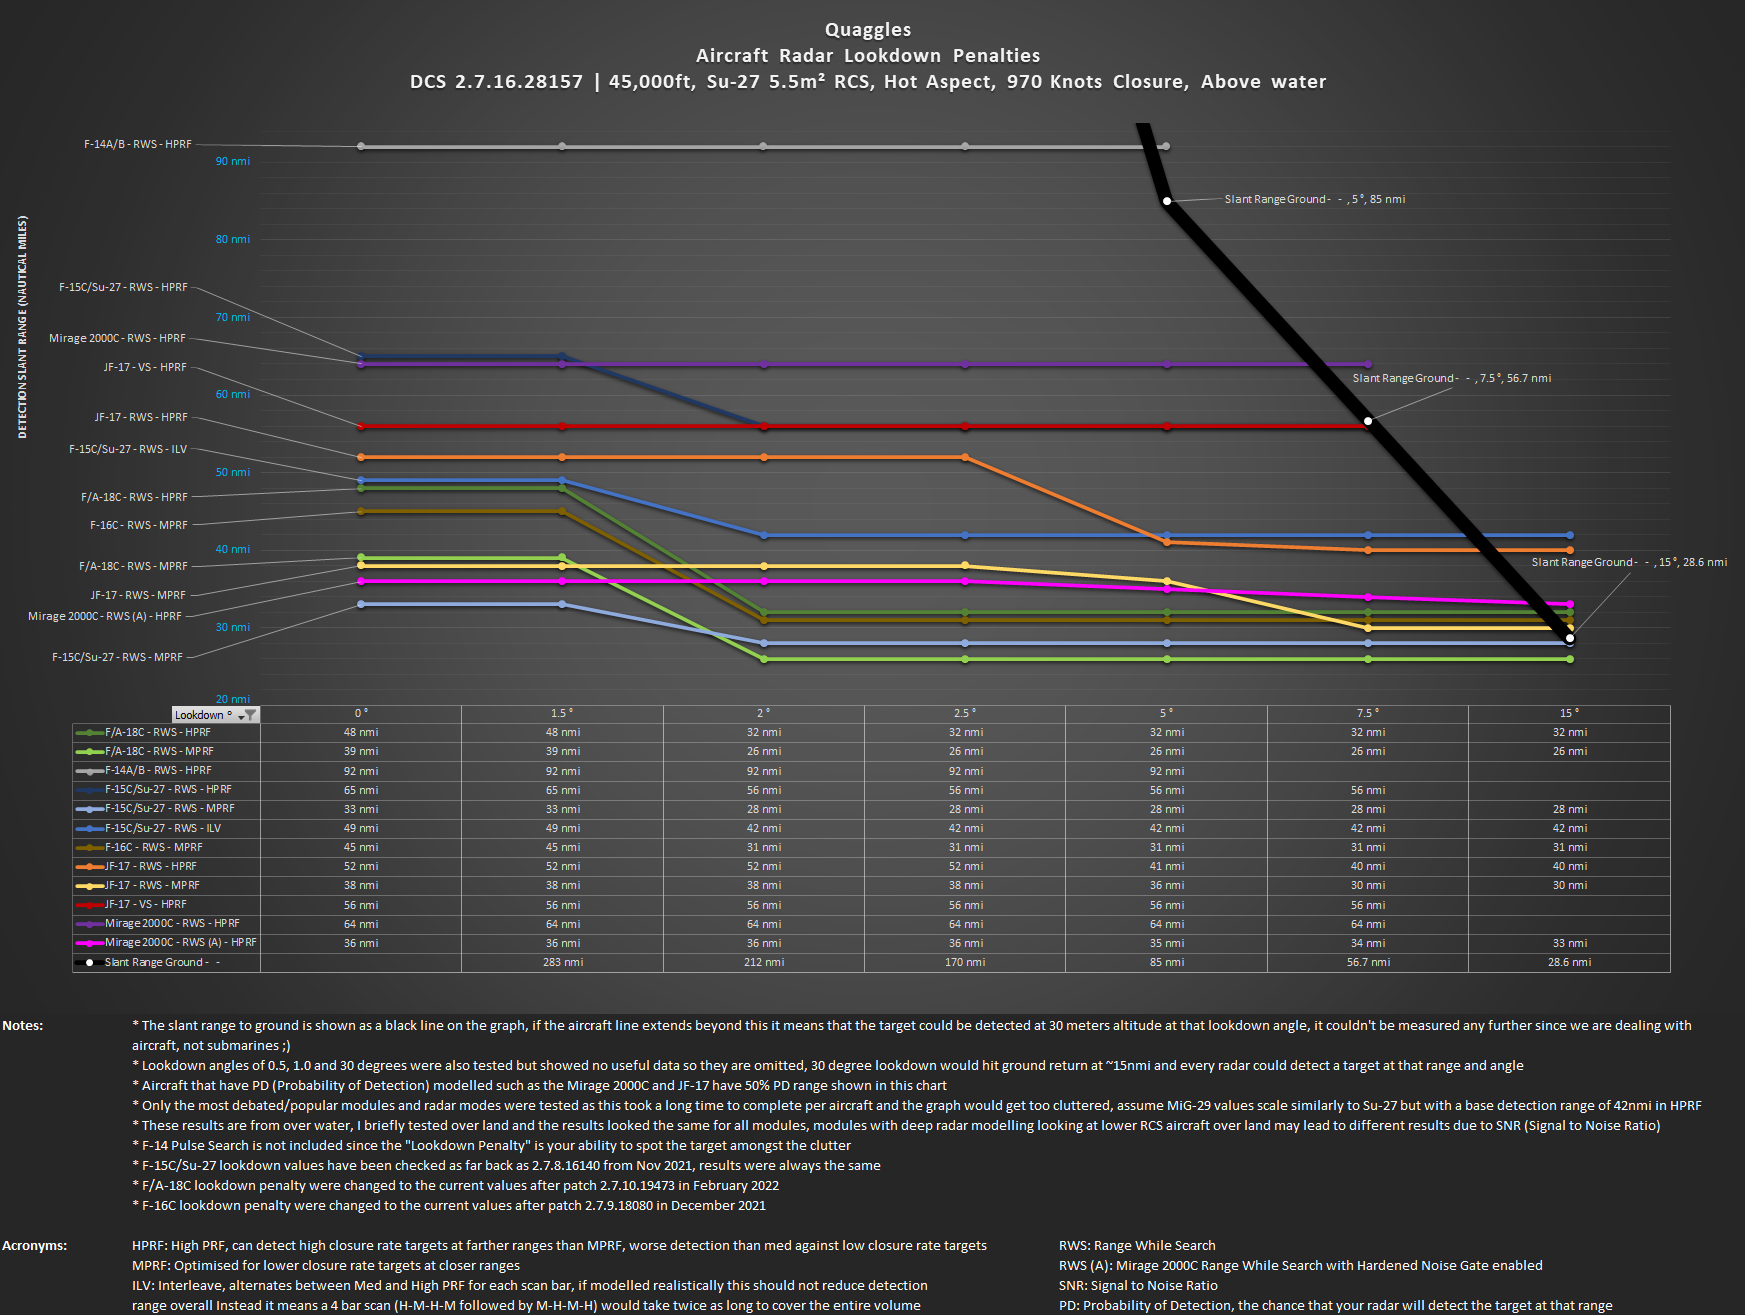 Quaggles
Aircraft Radar Lookdown Penalties
DCS 2.7.16.28157 | 45,000ft, Su-27 5.5m² RCS, Hot Aspect, 970 Knots Closure, Above water
DETECTION SLANT RANGE (NAUTICAL MILES)
F-14A/B - RWS - HPRF
90 nmi
Slant Range Ground - - , 5°, 85 nmi
80 nmi
F-15C/Su-27 - RWS - HPRF
70 nmi
Mirage 2000C - RWS - HPRF
JF-17 - VS - HPRF
Slant Range Ground - - , 7.5°, 56.7 nmi
60 nmi
JF-17 - RWS - HPRF
F-15C/Su-27 - RWS - ILV
50 nmi
F/A-18C - RWS - HPRF
F-16C - RWS - MPRF
40 nmi
Slant Range Ground - - , 15°, 28.6 nmi
F/A-18C - RWS - MPRF
JF-17 - RWS - MPRF
Mirage 2000C - RWS (A) - HPRF
30 nmi
F-15C/Su-27 - RWS - MPRF
20 nmi
Lookdown ° 0° 1.5° 2° 2.5° 5° 7.5° 15°
F/A-18C - RWS - HPRF 48 nmi 48 nmi 32 nmi 32 nmi 32 nmi 32 nmi 32 nmi
F/A-18C - RWS - MPRF 39 nmi 39 nmi 26 nmi 26 nmi 26 nmi 26 nmi 26 nmi
F-14A/B - RWS - HPRF 92 nmi 92 nmi 92 nmi 92 nmi 92 nmi
F-15C/Su-27 - RWS - HPRF 65 nmi 65 nmi 56 nmi 56 nmi 56 nmi 56 nmi
F-15C/Su-27 - RWS - MPRF 33 nmi 33 nmi 28 nmi 28 nmi 28 nmi 28 nmi 28 nmi
F-15C/Su-27 - RWS - ILV 49 nmi 49 nmi 42 nmi 42 nmi 42 nmi 42 nmi 42 nmi
F-16C - RWS - MPRF 45 nmi 45 nmi 31 nmi 31 nmi 31 nmi 31 nmi 31 nmi
JF-17 - RWS - HPRF 52 nmi 52 nmi 52 nmi 52 nmi 41 nmi 40 nmi 40 nmi
JF-17 - RWS - MPRF 38 nmi 38 nmi 38 nmi 38 nmi 36 nmi 30 nmi 30 nmi
JF-17 - VS - HPRF 56 nmi 56 nmi 56 nmi 56 nmi 56 nmi 56 nmi
Mirage 2000C - RWS - HPRF 64 nmi 64 nmi 64 nmi 64 nmi 64 nmi 64 nmi
Mirage 2000C - RWS (A) - HPRF 36 nmi 36 nmi 36 nmi 36 nmi 35 nmi 34 nmi 33 nmi
Slant Range Ground - - 283 nmi 212 nmi 170 nmi 85 nmi 56.7 nmi 28.6 nmi
Notes: * The slant range to ground is shown as a black line on the graph, if the aircraft line extends beyond this it means that the target could be detected at 30 meters altitude at that lookdown angle, it couldn't be measured any further since we are dealing with
aircraft, not submarines ;)
* Lookdown angles of 0.5, 1.0 and 30 degrees were also tested but showed no useful data so they are omitted, 30 degree lookdown would hit ground return at ~15nmi and every radar could detect a target at that range and angle
* Aircraft that have PD (Probability of Detection) modelled such as the Mirage 2000C and JF-17 have 50% PD range shown in this chart
* Only the most debated/popular modules and radar modes were tested as this took a long time to complete per aircraft and the graph would get too cluttered, assume MiG-29 values scale similarly to Su-27 but with a base detection range of 42nmi in HPRF
* These results are from over water, I briefly tested over land and the results looked the same for all modules, modules with deep radar modelling looking at lower RCS aircraft over land may lead to different results due to SNR (Signal to Noise Ratio)
* F-14 Pulse Search is not included since the "Lookdown Penalty" is your ability to spot the target amongst the clutter
* F-15C/Su-27 lookdown values have been checked as far back as 2.7.8.16140 from Nov 2021, results were always the same
* F/A-18C lookdown penalty were changed to the current values after patch 2.7.10.19473 in February 2022
* F-16C lookdown penalty were changed to the current values after patch 2.7.9.18080 in December 2021
Acronyms: HPRF: High PRF, can detect high closure rate targets at farther ranges than MPRF, worse detection than med against low closure rate targets
MPRF: Optimised for lower closure rate targets at closer ranges
ILV: Interleave, alternates between Med and High PRF for each scan bar, if modelled realistically this should not reduce detection
range overall Instead it means a 4 bar scan (H-M-H-M followed by M-H-M-H) would take twice as long to cover the entire volume
RWS: Range While Search
RWS (A): Mirage 2000C Range While Search with Hardened Noise Gate enabled
SNR: Signal to Noise Ratio
PD: Probability of Detection, the chance that your radar will detect the target at that range